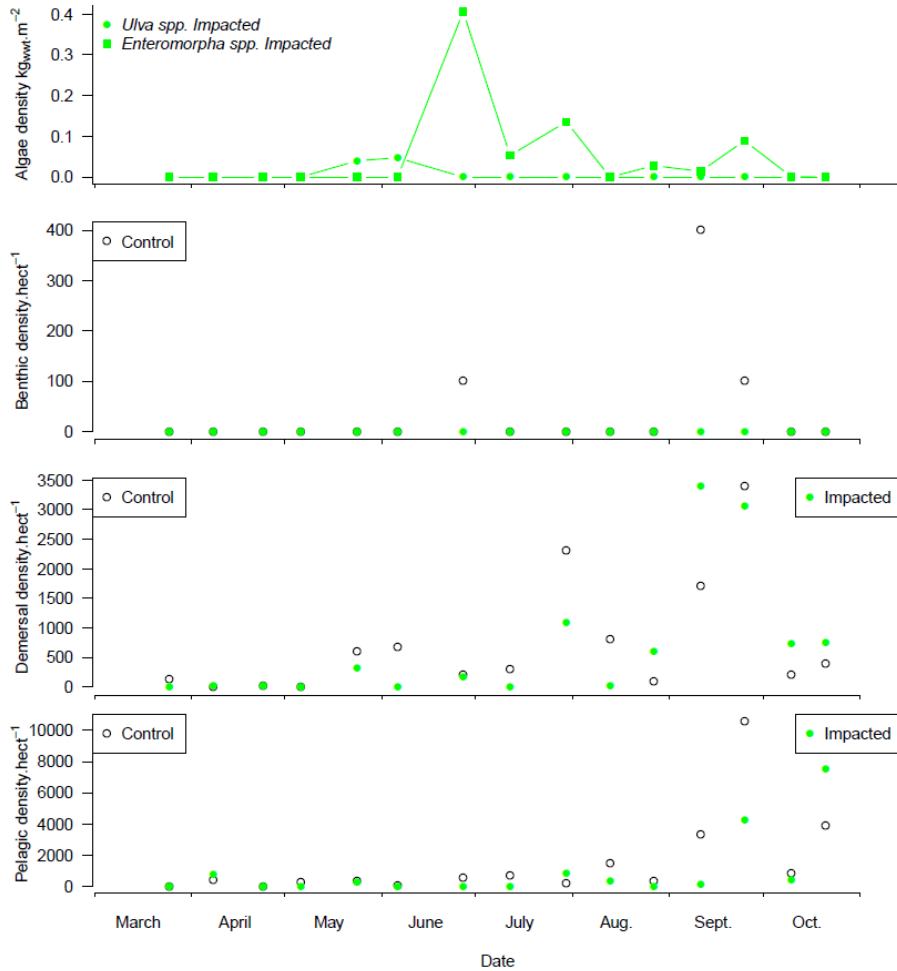 Ulva spp. Impacted
Enteromorpha spp. Impacted
Algae density kgwwt.m−2
0.4
0.3
0.2
0.1
0.0
Control
Benthic density.hect−1
400
300
200
100
0
Control
Impacted
Demersal density.hect−1
3500
3000
2500
2000
1500
1000
500
0
Control
Impacted
Pelagic density.hect−1
10000
8000
6000
4000
2000
0
March April May June July Aug. Sept. Oct.
Date